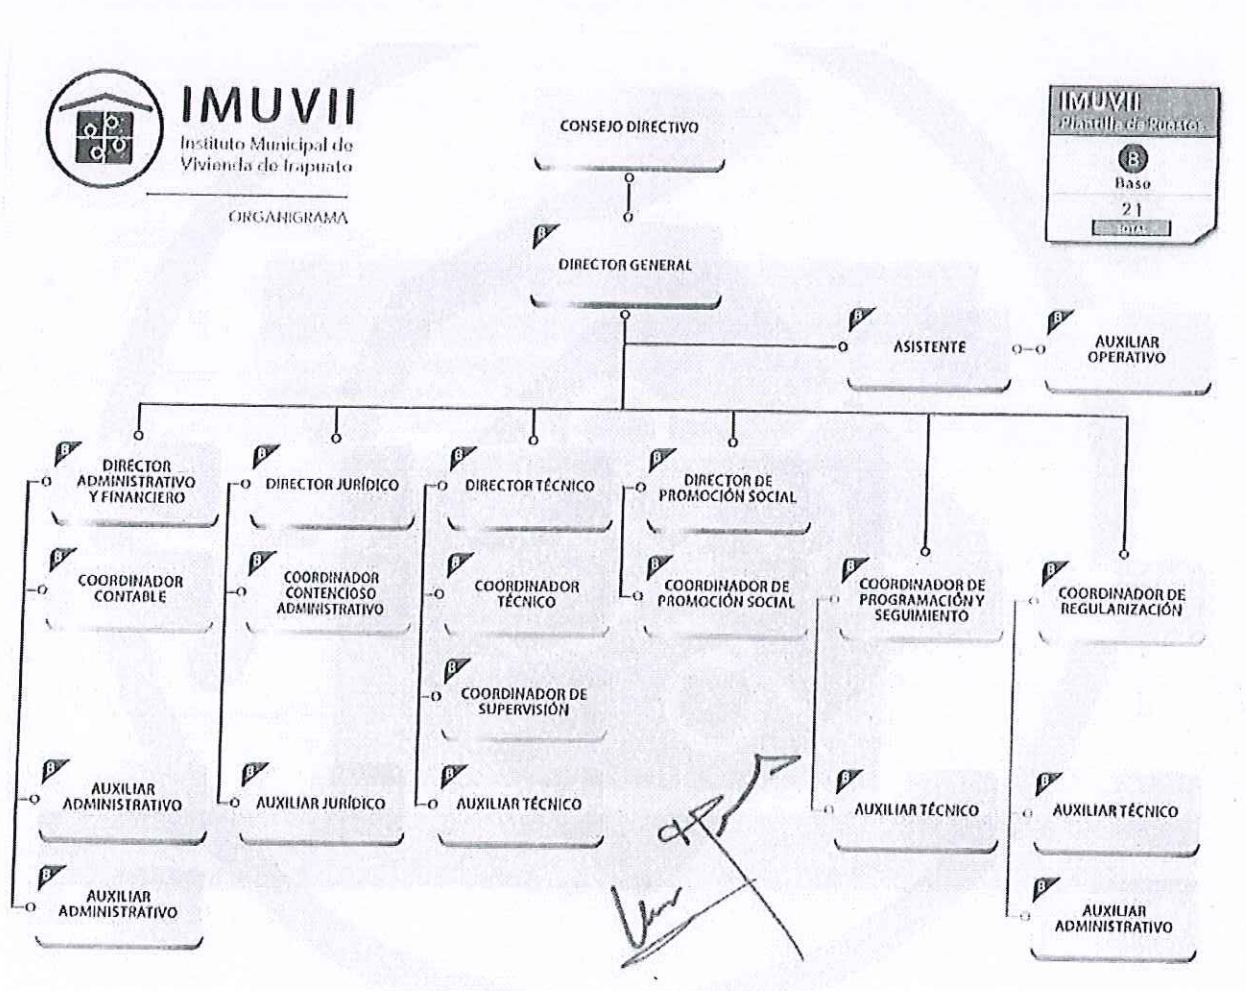 IMUVII
Instituto Municipal de
Vivienda de Irapuato
ORGANIGRAMA
CONSEJO DIRECTIVO
IMUVII
Plantilla de Puestos
B
Base
21
TOTAL
B
DIRECTOR GENERAL
B
ASISTENTE
B
AUXILIAR
OPERATIVO
B
DIRECTOR
ADMINISTRATIVO
Y FINANCIERO
B
DIRECTOR JURÍDICO
B
DIRECTOR TÉCNICO
B
DIRECTOR DE
PROMOCIÓN SOCIAL
B
COORDINADOR
CONTABLE
B
COORDINADOR
CONTENCIOSO
ADMINISTRATIVO
B
COORDINADOR
TÉCNICO
B
COORDINADOR DE
PROMOCIÓN SOCIAL
B
COORDINADOR DE
PROGRAMACIÓN Y
SEGUIMIENTO
B
COORDINADOR DE
REGULARIZACIÓN
B
COORDINADOR DE
SUPERVISIÓN
B
AUXILIAR
ADMINISTRATIVO
B
AUXILIAR JURÍDICO
B
AUXILIAR TÉCNICO
B
AUXILIAR TÉCNICO
B
AUXILIAR TÉCNICO
B
AUXILIAR
ADMINISTRATIVO
B
AUXILIAR
ADMINISTRATIVO